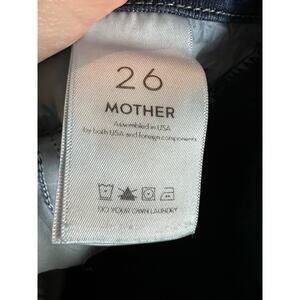 26
MOTHER
Assembled in USA
by both USA and foreign components
DO YOUR OWN LAUNDRY